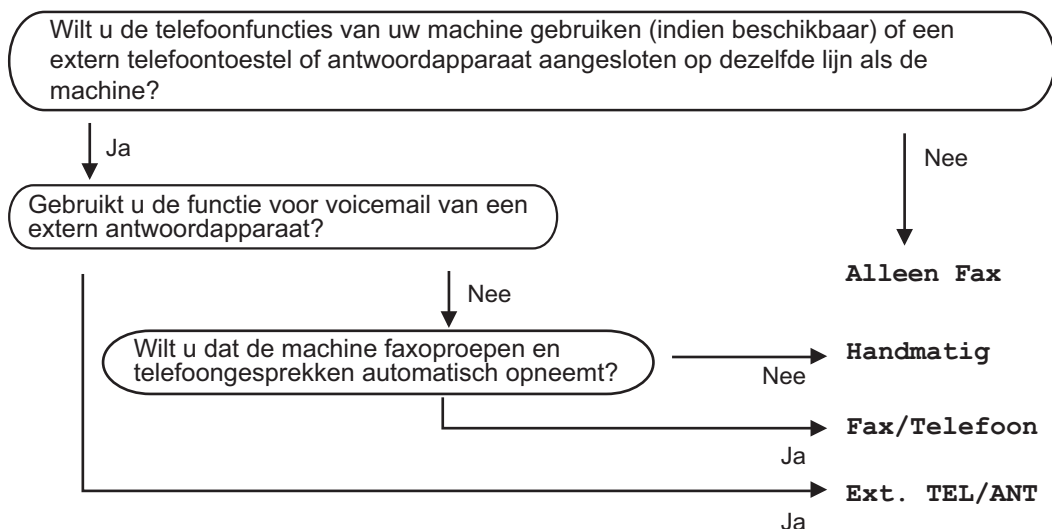 Wilt u de telefoonfuncties van uw machine gebruiken (indien beschikbaar) of een
extern telefoontoestel of antwoordapparaat aangesloten op dezelfde lijn als de
machine?
Ja
Nee
Gebruikt u de functie voor voicemail van een
extern antwoordapparaat?
Alleen Fax
Nee
Wilt u dat de machine faxoproepen en
telefoongesprekken automatisch opneemt?
Handmatig
Nee
Fax/Telefoon
Ja
Ext. TEL/ANT
Ja